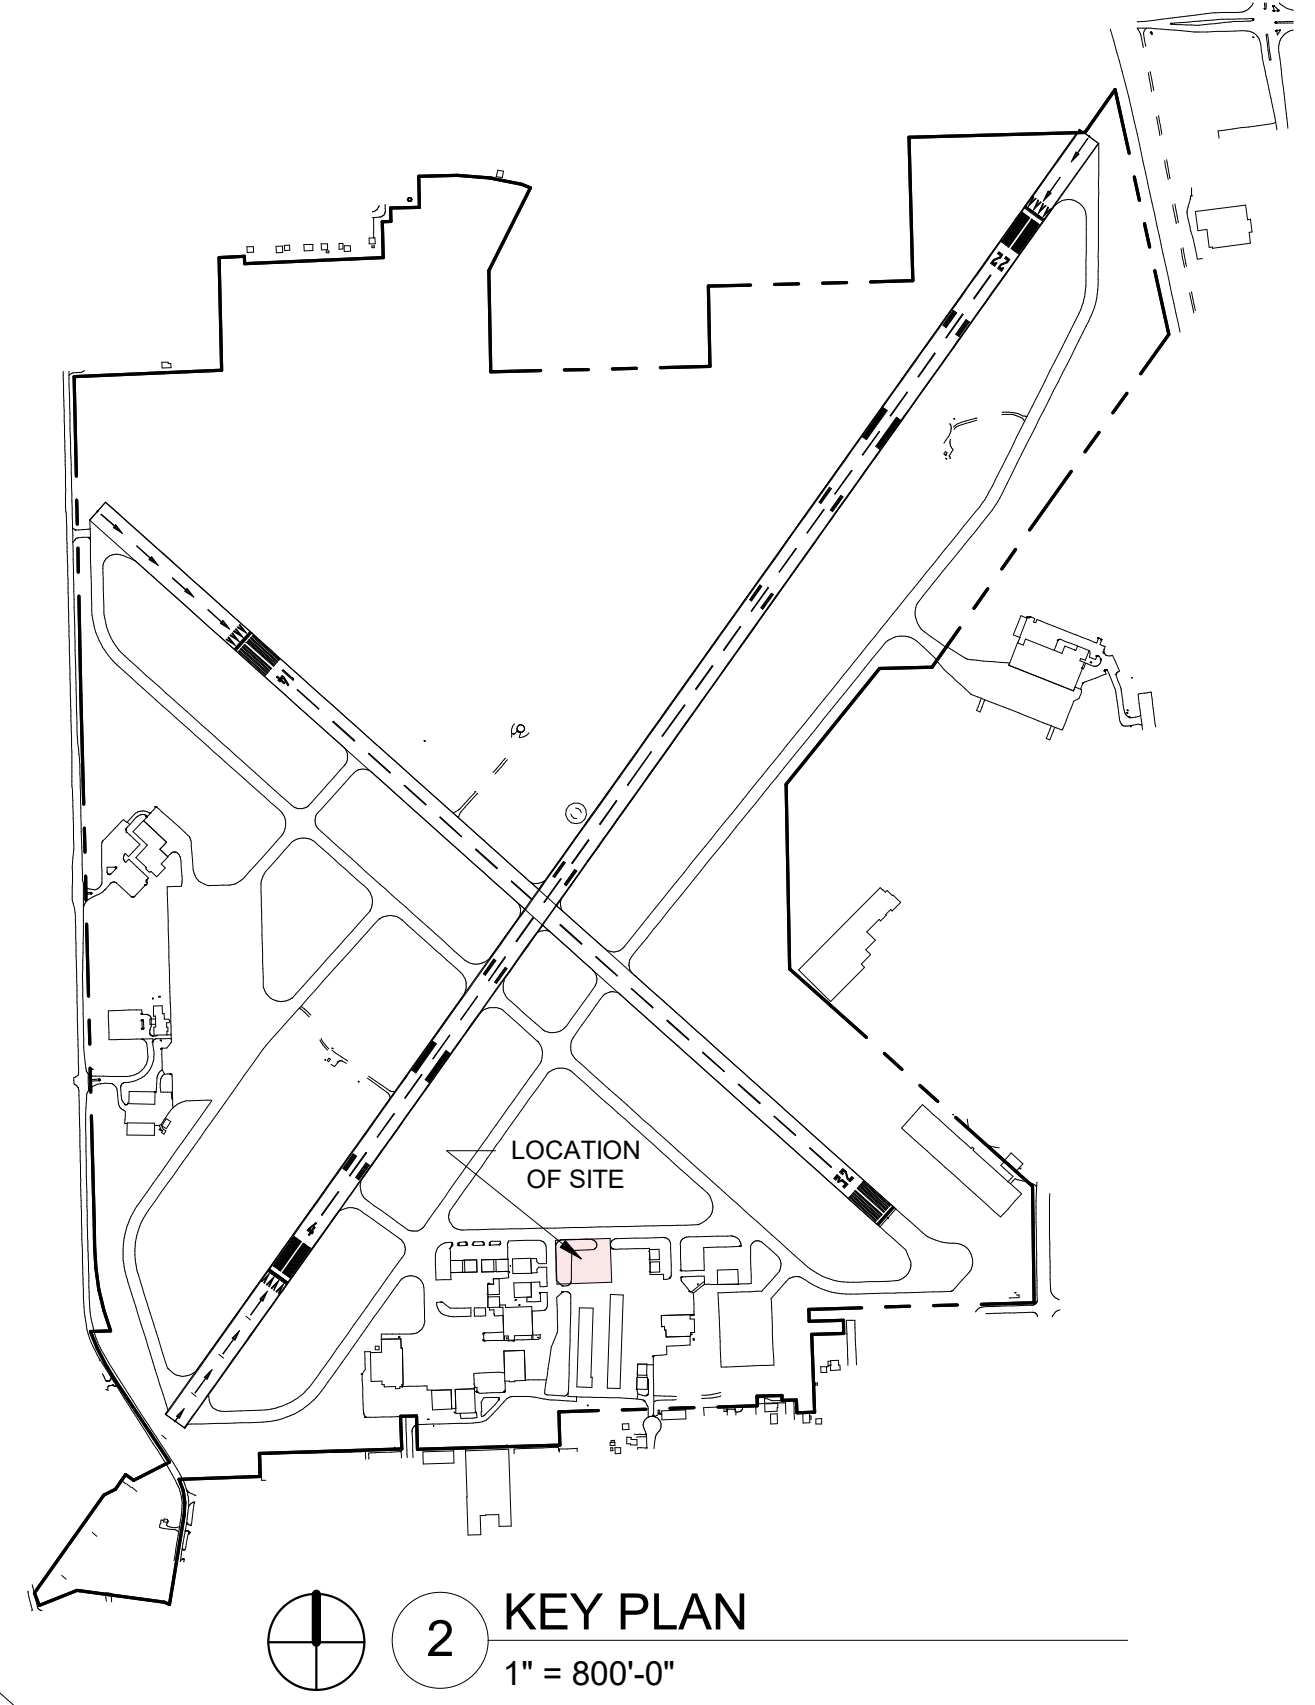 22
14
4
32
LOCATION
OF SITE
2
KEY PLAN
1" = 800'-0"